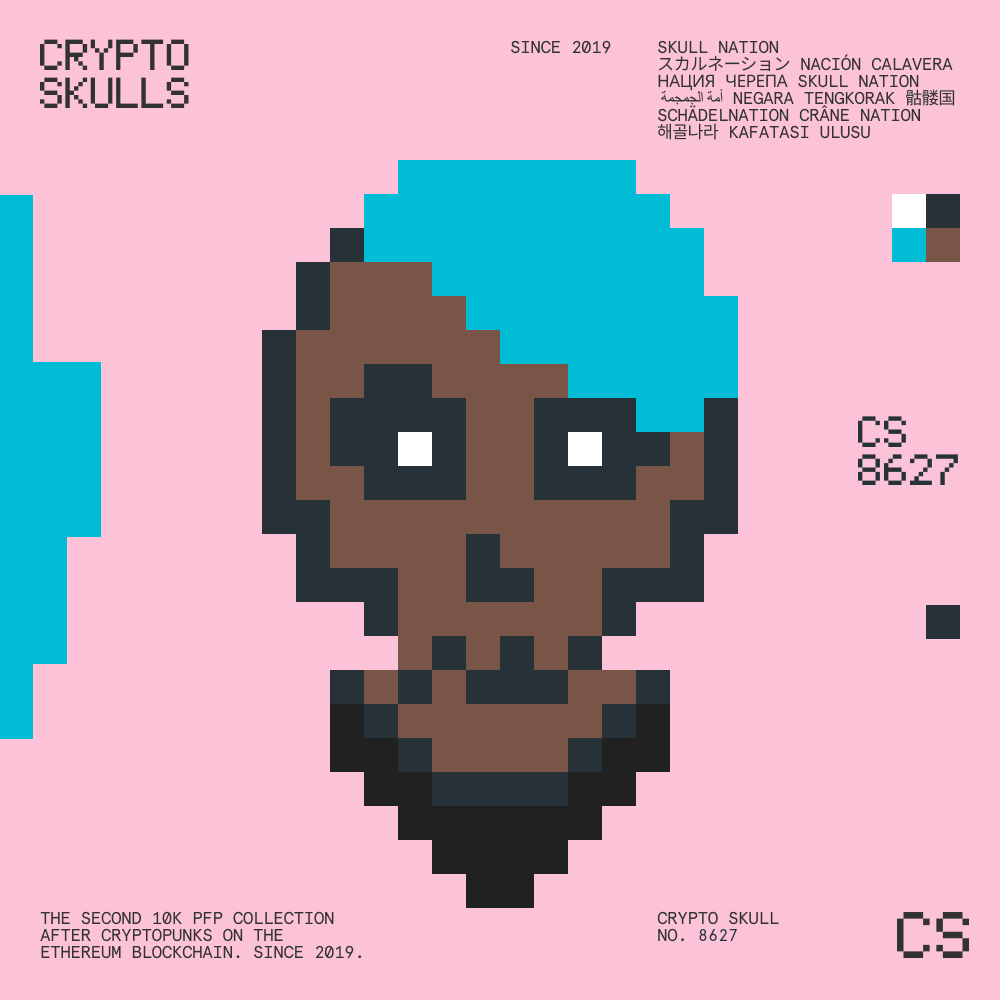 CRYPTO
SKULLS
SINCE 2019
SKULL NATION
スカルネーション NACIÓN CALAVERA
НАЦИЯ ЧЕРЕПА SKULL NATION
أمة الجمجمة NEGARA TENGKORAK 骷髅国
SCHÄDELNATION CRÂNE NATION
해골나라 KAFATASI ULUSU
CS
8627
THE SECOND 10K PFP COLLECTION
AFTER CRYPTOPUNKS ON THE
ETHEREUM BLOCKCHAIN. SINCE 2019.
CRYPTO SKULL
NO. 8627
CS